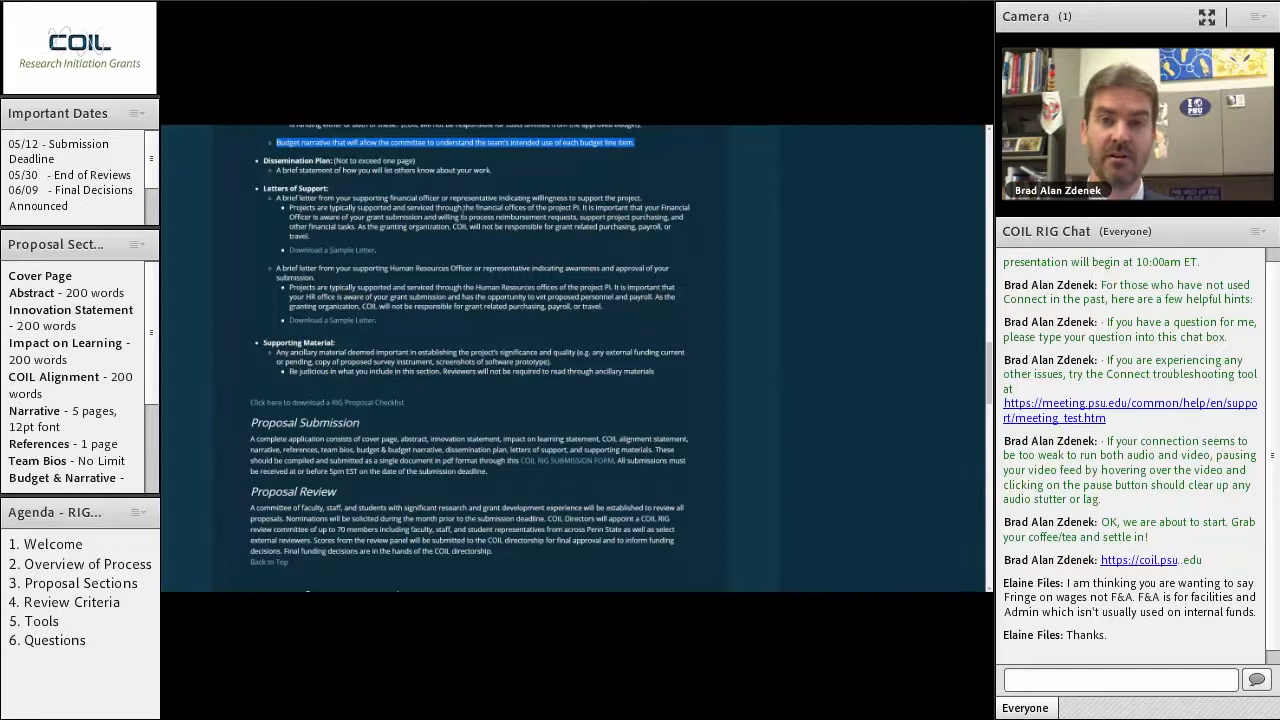 COIL
Research Initiation Grants
Important Dates
05/12 - Submission
Deadline
05/30 - End of Reviews
06/09 - Final Decisions
Announced
Proposal Sect...
Cover Page
Abstract - 200 words
Innovation Statement
- 200 words
Impact on Learning -
200 words
COIL Alignment - 200
words
Narrative - 5 pages,
12pt font
References - 1 page
Team Bios - No Limit
Budget & Narrative -
Agenda - RIG...
1. Welcome
2. Overview of Process
3. Proposal Sections
4. Review Criteria
5. Tools
6. Questions
is funding either or both of these. (COIL will not be responsible for costs omitted from the approved budget).
Budget narrative that will allow the committee to understand the team's intended use of each budget line item.
Dissemination Plan: (Not to exceed one page)
A brief statement of how you will let others know about your work.
Letters of Support:
A brief letter from your supporting financial officer or representative indicating willingness to support the project.
Projects are typically supported and serviced through the financial offices of the project PI. It is important that your Financial
Officer is aware of your grant submission and willing to process reimbursement requests, support project purchasing, and
other financial tasks. As the granting organization, COIL will not be responsible for grant related purchasing, payroll, or
travel.
Download a Sample Letter.
A brief letter from your supporting Human Resources Officer or representative indicating awareness and approval of your
submission.
Projects are typically supported and serviced through the Human Resources offices of the project PI. It is important that
your HR office is aware of your grant submission and has the opportunity to vet proposed personnel and payroll. As the
granting organization, COIL will not be responsible for grant related purchasing, payroll, or travel.
Download a Sample Letter.
Supporting Material:
Any ancillary material deemed important in establishing the project's significance and quality (e.g. any external funding current
or pending, copy of proposed survey instrument, screenshots of software prototype).
Be judicious in what you include in this section. Reviewers will not be required to read through ancillary materials
Click here to download a RIG Proposal Checklist
Proposal Submission
A complete application consists of cover page, abstract, innovation statement, impact on learning statement, COIL alignment statement,
narrative, references, team bios, budget & budget narrative, dissemination plan, letters of support, and supporting materials. These
should be compiled and submitted as a single document in pdf format through this COIL RIG SUBMISSION FORM. All submissions must
be received at or before 5pm EST on the date of the submission deadline.
Proposal Review
A committee of faculty, staff, and students with significant research and grant development experience will be established to review all
proposals. Nominations will be solicited during the month prior to the submission deadline. COIL Directors will appoint a COIL RIG
review committee of up to 70 members including faculty, staff, and student representatives from across Penn State as well as select
external reviewers. Scores from the review panel will be submitted to the COIL directorship for final approval and to inform funding
decisions. Final funding decisions are in the hands of the COIL directorship.
Back to Top
Camera (1)
I
PSU
Brad Alan Zdenek
COIL RIG Chat (Everyone)
presentation will begin at 10:00am ET.
Brad Alan Zdenek: For those who have not used
Connect in the past, here are a few helpful hints:
Brad Alan Zdenek: · If you have a question for me,
please type your question into this chat box.
Brad Alan Zdenek: · If you are experiencing any
other issues, try the Connect troubleshooting tool
at
https://meeting.psu.edu/common/help/en/suppo
rt/meeting_test.htm
Brad Alan Zdenek: · If your connection seems to
be too weak to run both audio and video, pausing
your video feed by hovering over the video and
clicking on the pause button should clear up any
audio stutter or lag.
Brad Alan Zdenek: OK, we are about to start. Grab
your coffee/tea and settle in!
Brad Alan Zdenek: https://coil.psu..edu
Elaine Files: I am thinking you are wanting to say
Fringe on wages not F&A. F&A is for facilities and
Admin which isn't usually used on internal funds.
Elaine Files: Thanks.
Everyone